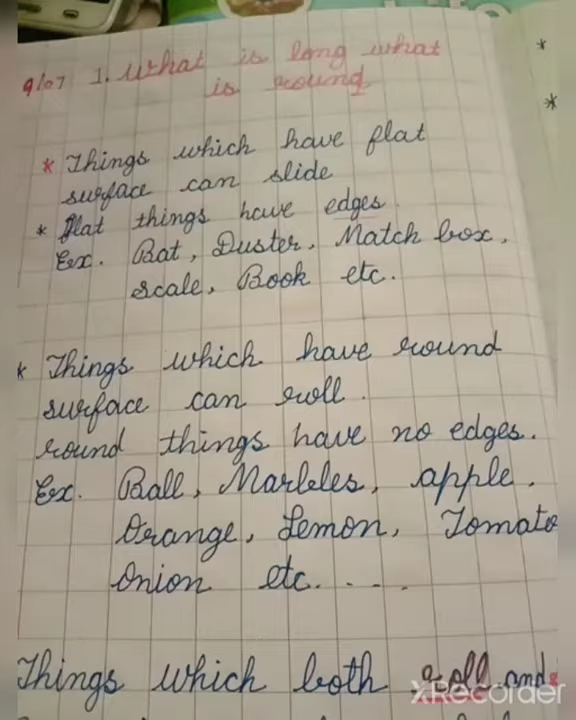 9/07 1. What is long what
is round
* Things which have flat
surface can slide
* flat things have edges.
Ex. Bat, Duster, Match box,
scale, Book etc.
* Things which have round
surface can roll.
round things have no edges.
Ex. Ball, Marbles, apple,
Orange, Lemon, Tomato
Onion etc. . . .
Things which both roll and
XRecorder